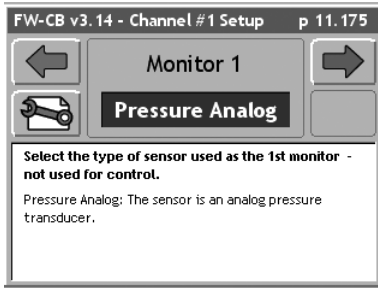 FW-CB v3.14 - Channel #1 Setup p 11.175
Monitor 1
Pressure Analog
Select the type of sensor used as the 1st monitor -
not used for control.
Pressure Analog: The sensor is an analog pressure
transducer.